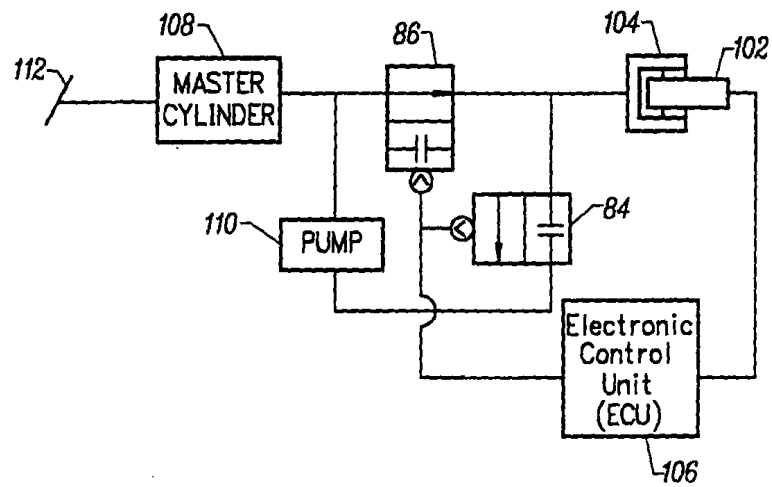 108
86
104
102
112
MASTER
CYLINDER
110
PUMP
84
Electronic
Control
Unit
(ECU)
106